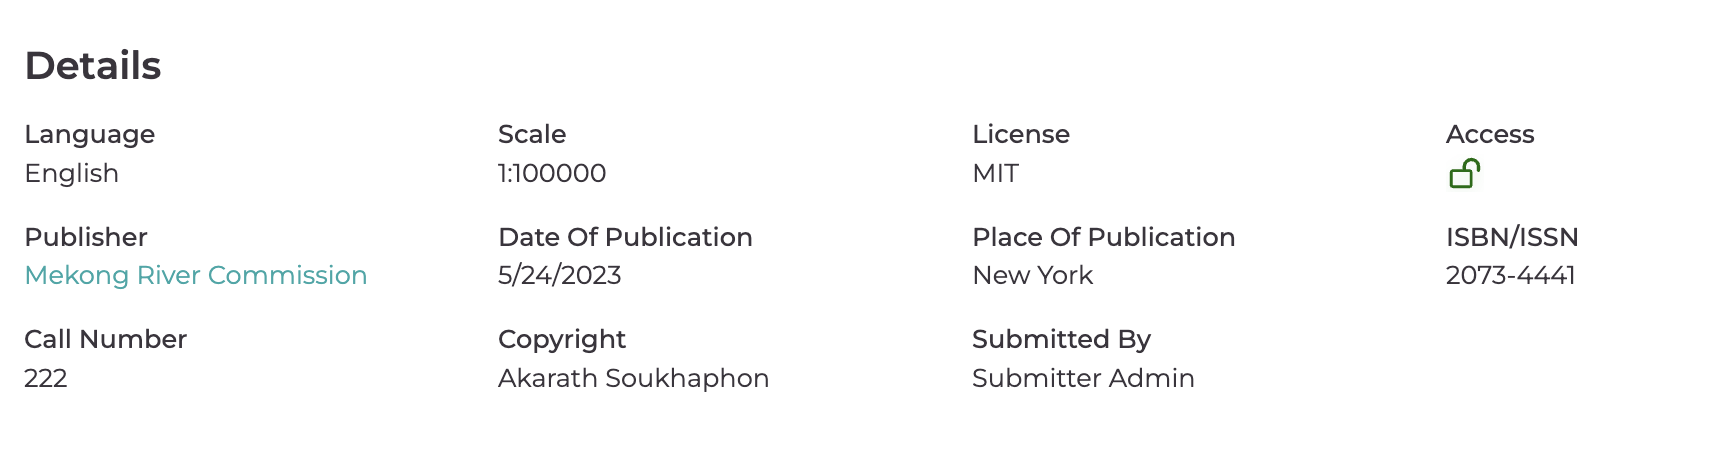 Details
Language
English
Scale
1:100000
License
MIT
Access
Publisher
Mekong River Commission
Date Of Publication
5/24/2023
Place Of Publication
New York
ISBN/ISSN
2073-4441
Call Number
222
Copyright
Akarath Soukhaphon
Submitted By
Submitter Admin